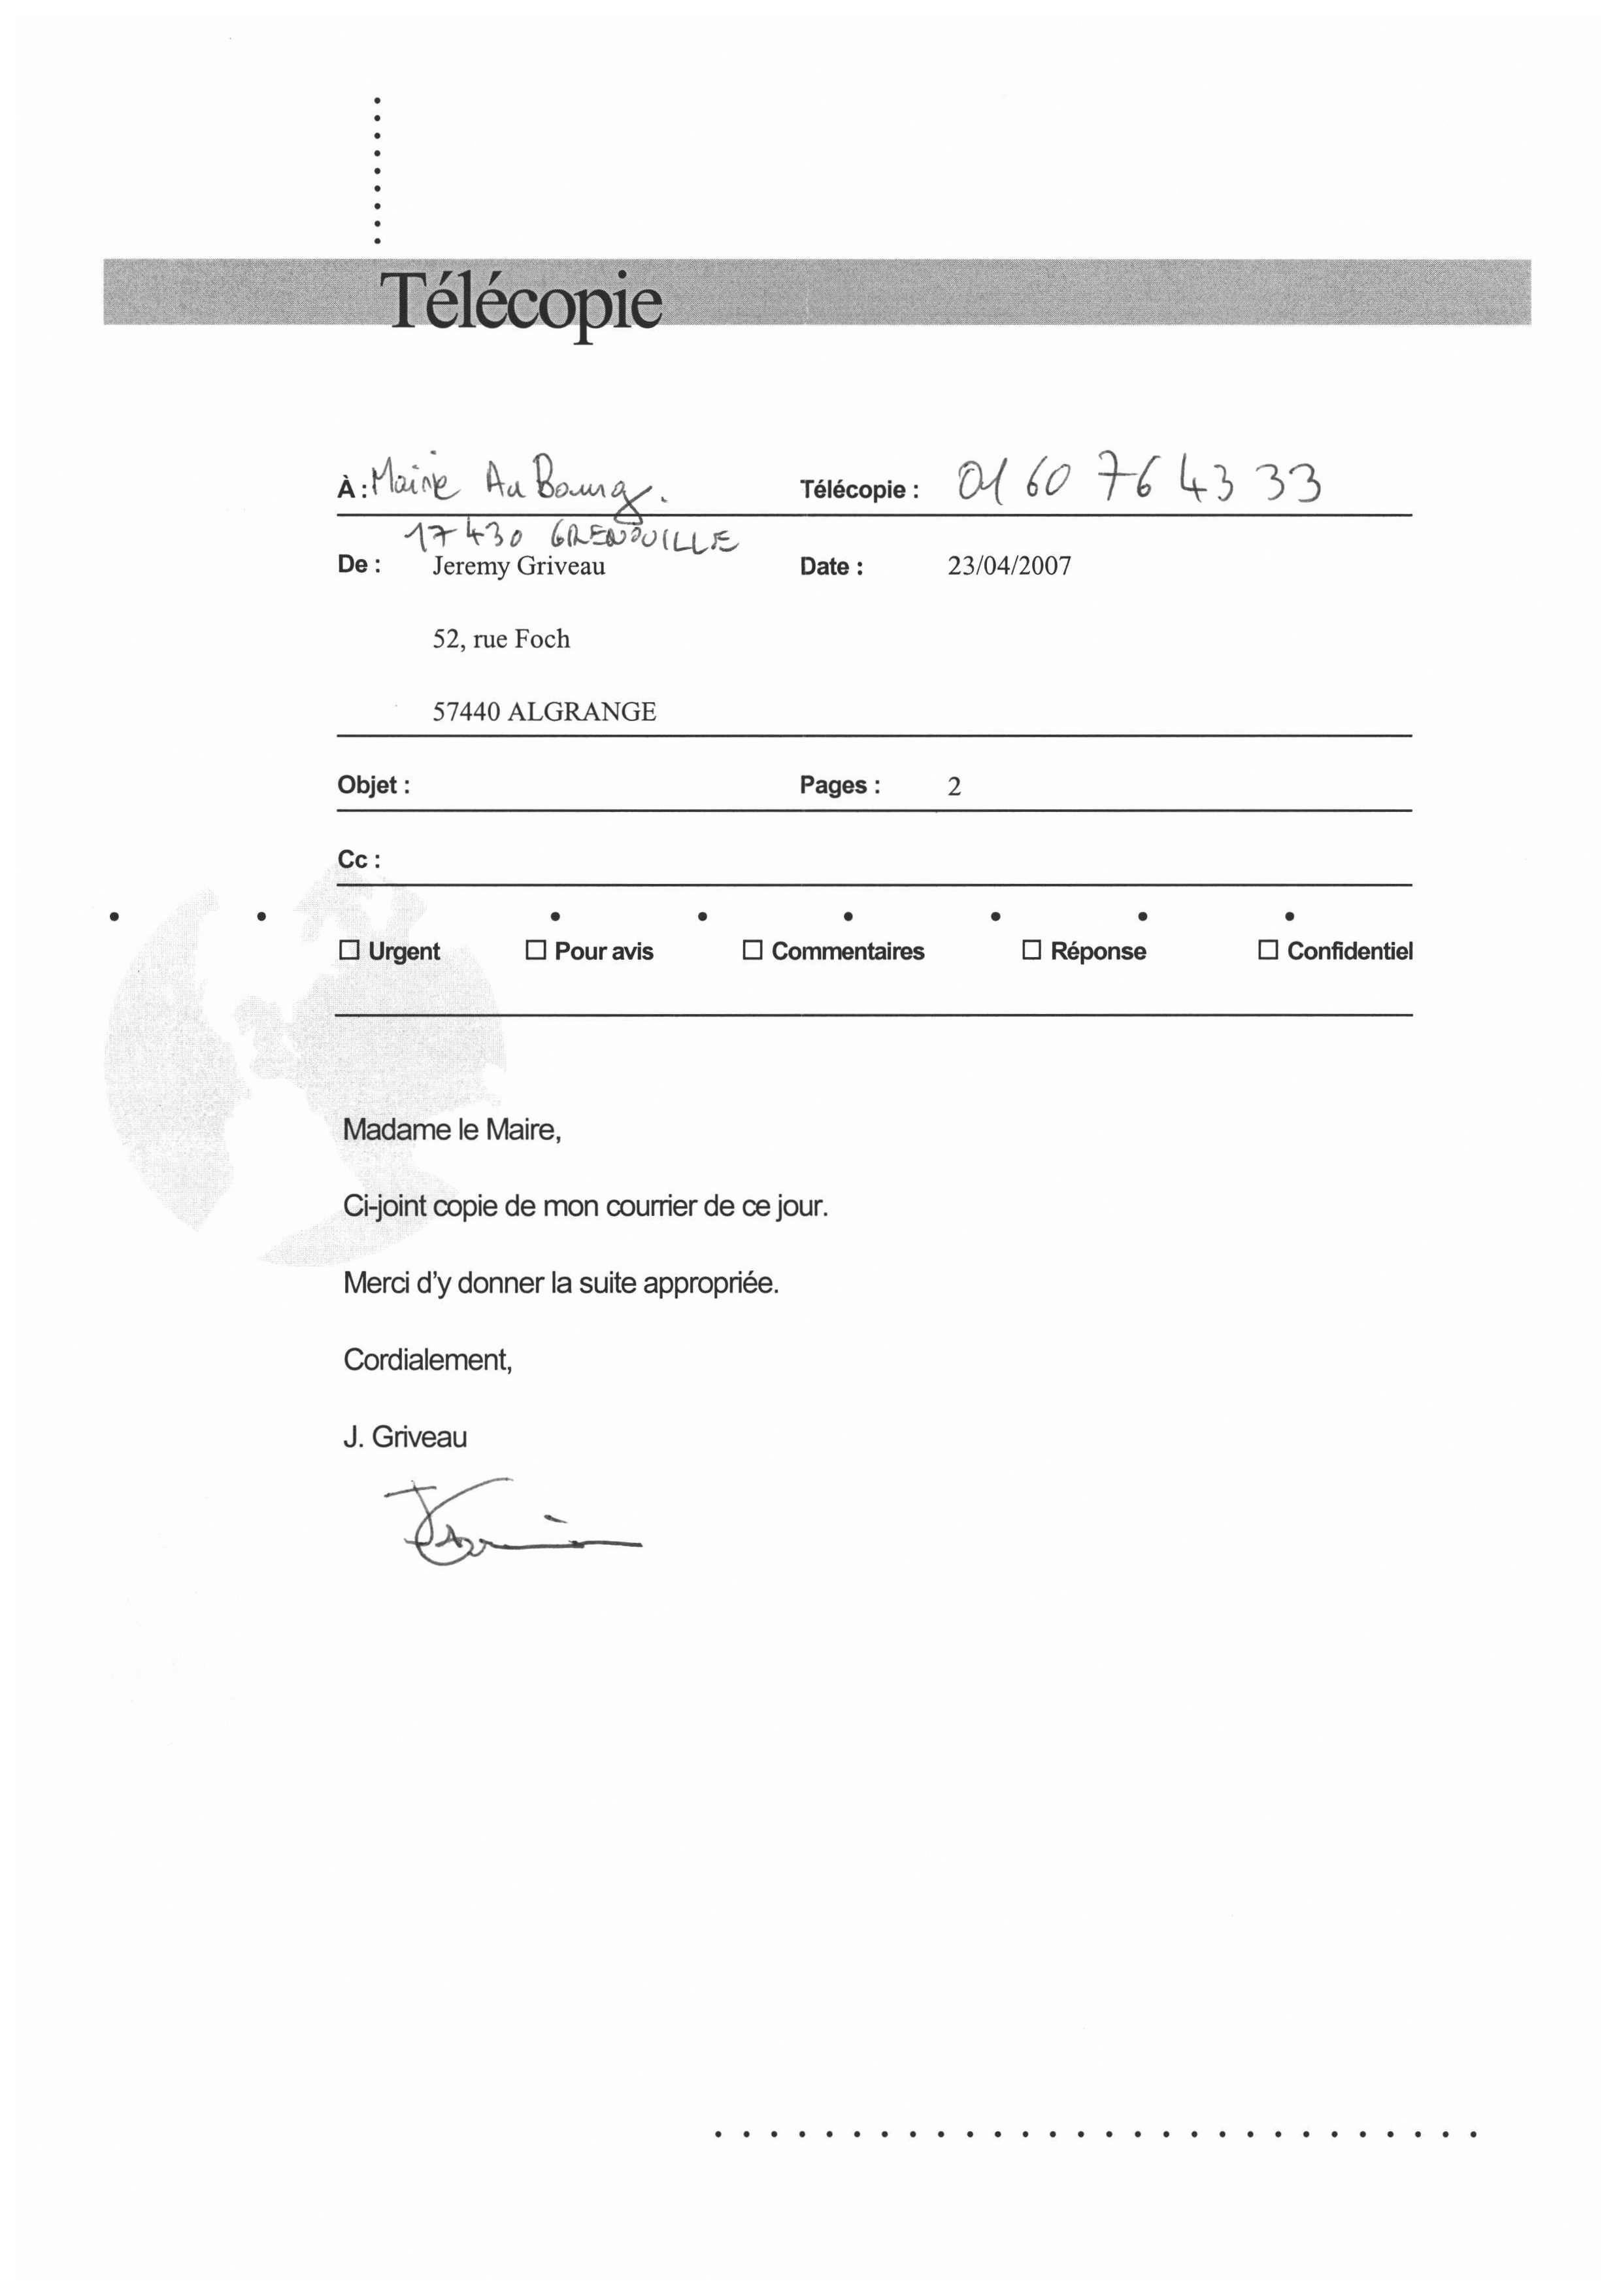 Télécopie
À : Mairie Au Bourg. Télécopie : 01 60 76 43 33
17430 GRENOUILLE
De : Jeremy Griveau Date : 23/04/2007
52, rue Foch
57440 ALGRANGE
Objet : Pages : 2
Cc :
☐ Urgent ☐ Pour avis ☐ Commentaires ☐ Réponse ☐ Confidentiel
Madame le Maire,
Ci-joint copie de mon courrier de ce jour.
Merci d'y donner la suite appropriée.
Cordialement,
J. Griveau